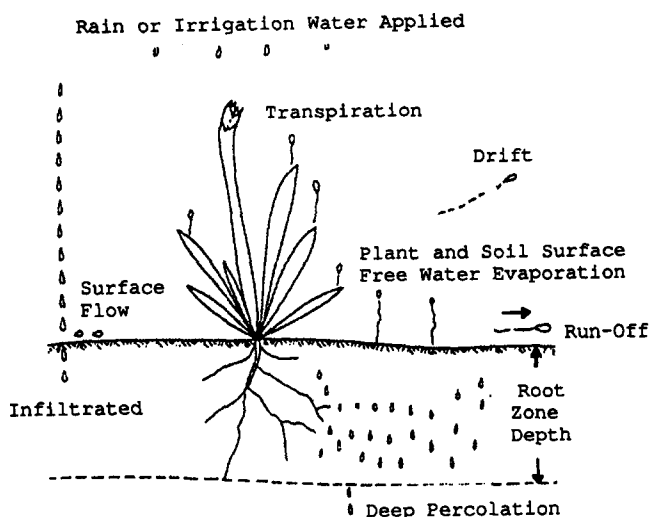 Rain or Irrigation Water Applied
Transpiration
Drift
Plant and Soil Surface
Free Water Evaporation
Surface
Flow
Run-Off
Infiltrated
Root
Zone
Depth
Deep Percolation